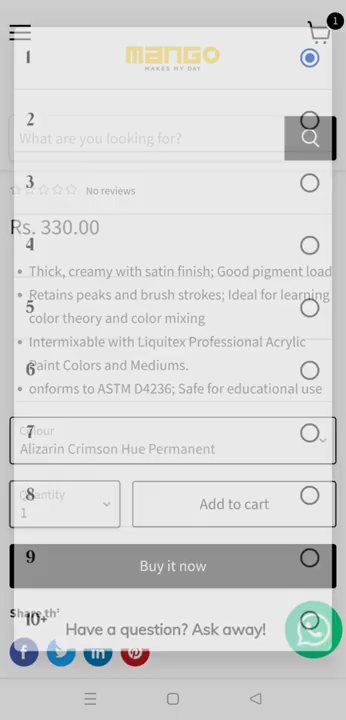 1
1
mango
MAKES MY DAY
2
What are you looking for?
3
No reviews
Rs. 330.00
4
Thick, creamy with satin finish; Good pigment load
Retains peaks and brush strokes; Ideal for learning
5
color theory and color mixing
Intermixable with Liquitex Professional Acrylic
6
Paint Colors and Mediums.
onforms to ASTM D4236; Safe for educational use
7
Colour
Alizarin Crimson Hue Permanent
8
Quantity
1
Add to cart
9
Buy it now
Share th'
10+
Have a question? Ask away!